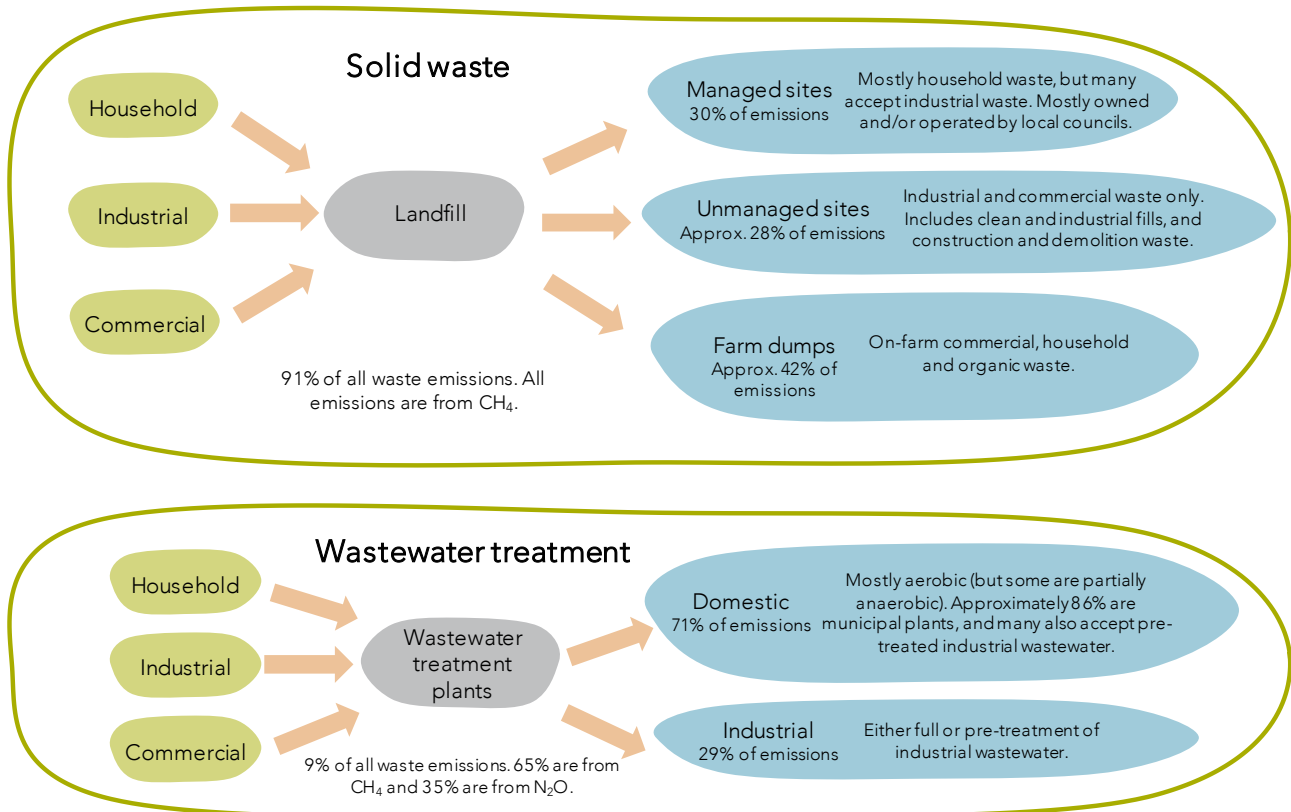 Solid waste
Household
Industrial
Commercial
Landfill
91% of all waste emissions. All
emissions are from CH₄.
Managed sites
30% of emissions
Mostly household waste, but many
accept industrial waste. Mostly owned
and/or operated by local councils.
Unmanaged sites
Approx. 28% of emissions
Industrial and commercial waste only.
Includes clean and industrial fills, and
construction and demolition waste.
Farm dumps
Approx. 42% of
emissions
On-farm commercial, household
and organic waste.
Wastewater treatment
Household
Industrial
Commercial
Wastewater
treatment
plants
9% of all waste emissions. 65% are from
CH₄ and 35% are from N₂O.
Domestic
71% of emissions
Mostly aerobic (but some are partially
anaerobic). Approximately 86% are
municipal plants, and many also accept pre-
treated industrial wastewater.
Industrial
29% of emissions
Either full or pre-treatment of
industrial wastewater.